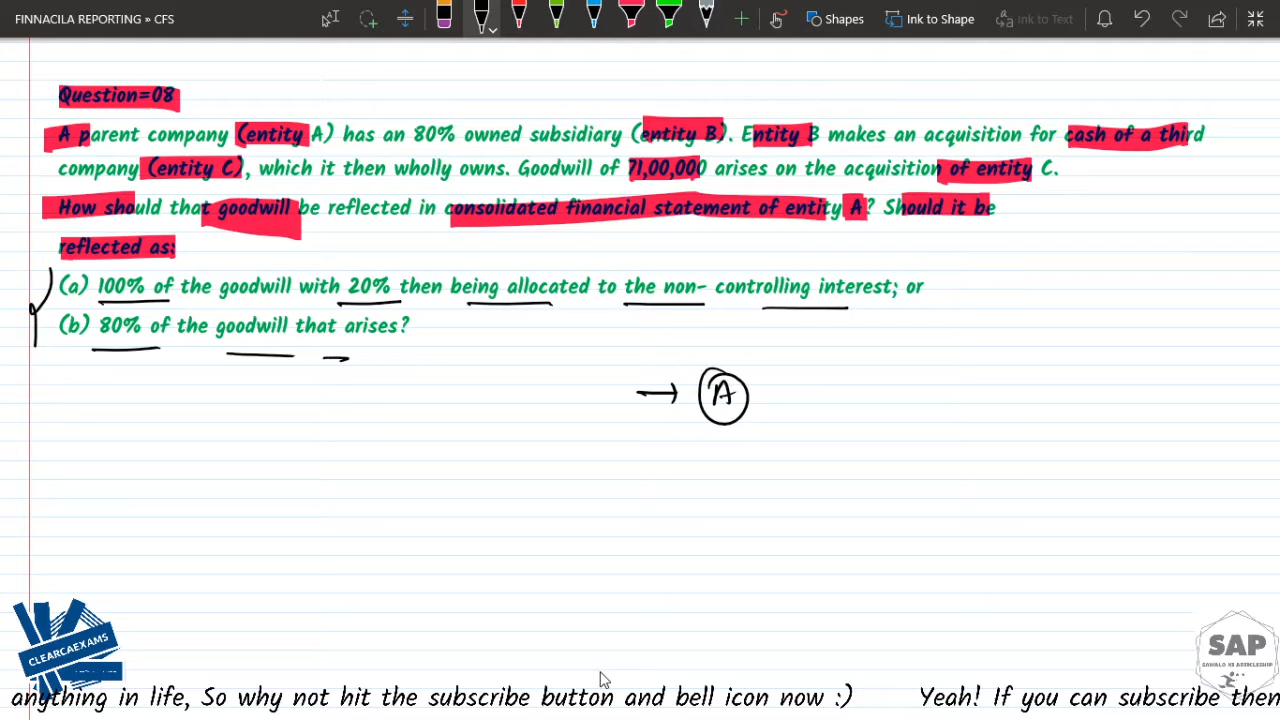 FINNACILA REPORTING » CFS
Shapes
Ink to Shape
Ink to Text
Question=08
A parent company (entity A) has an 80% owned subsidiary (entity B). Entity B makes an acquisition for cash of a third
company (entity C), which it then wholly owns. Goodwill of 71,00,000 arises on the acquisition of entity C.
How should that goodwill be reflected in consolidated financial statement of entity A? Should it be
reflected as:
(a) 100% of the goodwill with 20% then being allocated to the non- controlling interest; or
(b) 80% of the goodwill that arises?
→ A
CLEARCAEXAMS
SAP
SAWALO KE ARTICLESHIP
anything in life, So why not hit the subscribe button and bell icon now :) Yeah! If you can subscribe then